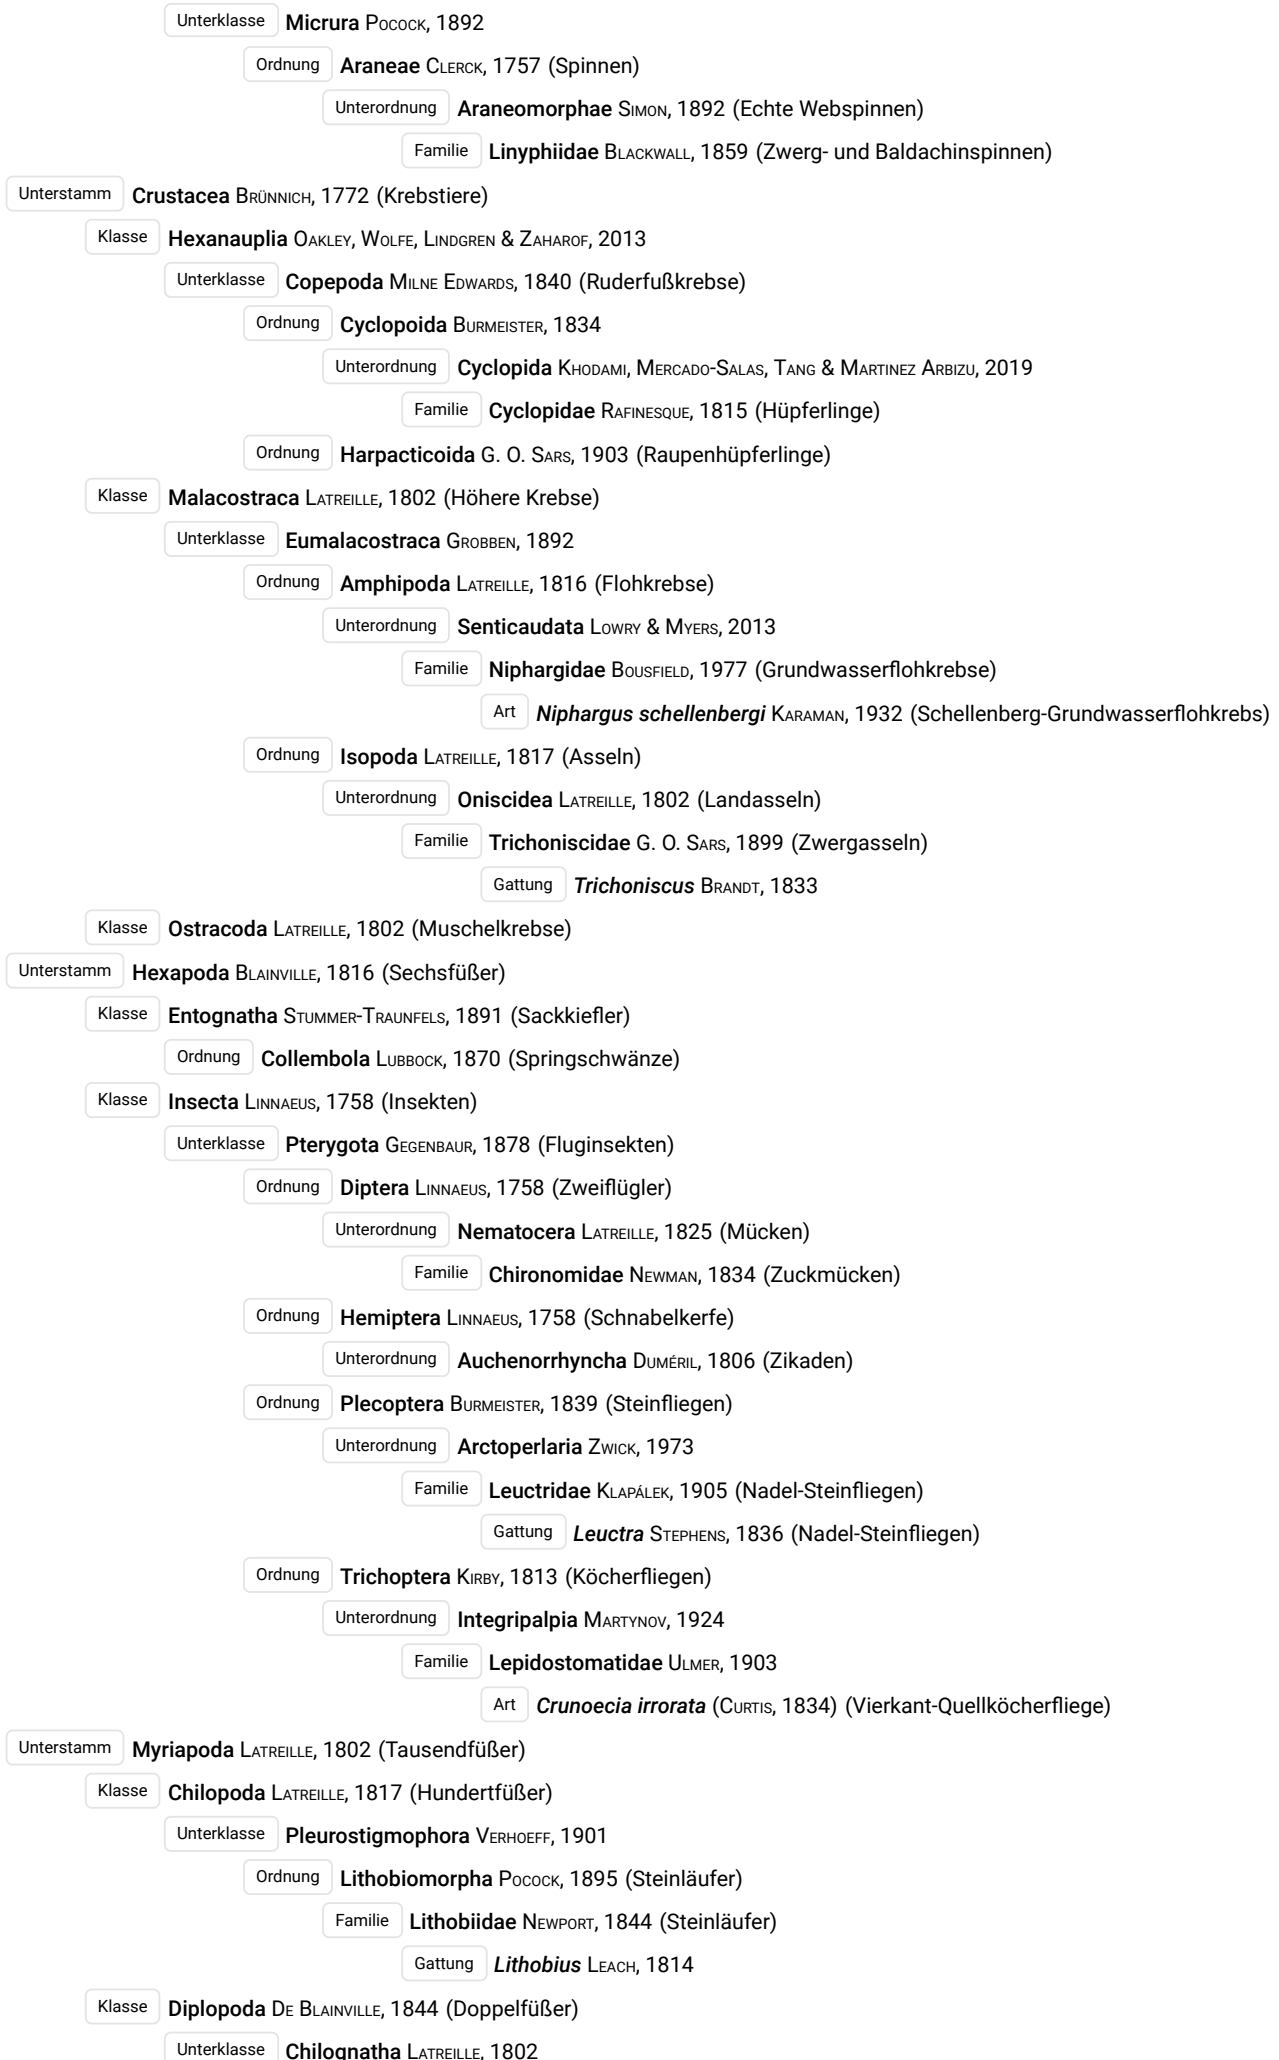 Unterklasse Micrura Pocock, 1892
Ordnung Araneae Clerck, 1757 (Spinnen)
Unterordnung Araneomorphae Simon, 1892 (Echte Webspinnen)
Familie Linyphiidae Blackwall, 1859 (Zwerg- und Baldachinspinnen)
Unterstamm Crustacea Brünnich, 1772 (Krebstiere)
Klasse Hexanauplia Oakley, Wolfe, Lindgren & Zaharof, 2013
Unterklasse Copepoda Milne Edwards, 1840 (Ruderfußkrebse)
Ordnung Cyclopoida Burmeister, 1834
Unterordnung Cyclopida Khodami, Mercado-Salas, Tang & Martinez Arbizu, 2019
Familie Cyclopidae Rafinesque, 1815 (Hüpferlinge)
Ordnung Harpacticoida G. O. Sars, 1903 (Raupenhüpferlinge)
Klasse Malacostraca Latreille, 1802 (Höhere Krebse)
Unterklasse Eumalacostraca Grobben, 1892
Ordnung Amphipoda Latreille, 1816 (Flohkrebse)
Unterordnung Senticaudata Lowry & Myers, 2013
Familie Niphargidae Bousfield, 1977 (Grundwasserflohkrebse)
Art Niphargus schellenbergi Karaman, 1932 (Schellenberg-Grundwasserflohkrebs)
Ordnung Isopoda Latreille, 1817 (Asseln)
Unterordnung Oniscidea Latreille, 1802 (Landasseln)
Familie Trichoniscidae G. O. Sars, 1899 (Zwergasseln)
Gattung Trichoniscus Brandt, 1833
Klasse Ostracoda Latreille, 1802 (Muschelkrebse)
Unterstamm Hexapoda Blainville, 1816 (Sechsfüßer)
Klasse Entognatha Stummer-Traunfels, 1891 (Sackkiefler)
Ordnung Collembola Lubbock, 1870 (Springschwänze)
Klasse Insecta Linnaeus, 1758 (Insekten)
Unterklasse Pterygota Gegenbaur, 1878 (Fluginsekten)
Ordnung Diptera Linnaeus, 1758 (Zweiflügler)
Unterordnung Nematocera Latreille, 1825 (Mücken)
Familie Chironomidae Newman, 1834 (Zuckmücken)
Ordnung Hemiptera Linnaeus, 1758 (Schnabelkerfe)
Unterordnung Auchenorrhyncha Duméril, 1806 (Zikaden)
Ordnung Plecoptera Burmeister, 1839 (Steinfliegen)
Unterordnung Arctoperlaria Zwick, 1973
Familie Leuctridae Klapálek, 1905 (Nadel-Steinfliegen)
Gattung Leuctra Stephens, 1836 (Nadel-Steinfliegen)
Ordnung Trichoptera Kirby, 1813 (Köcherfliegen)
Unterordnung Integripalpia Martynov, 1924
Familie Lepidostomatidae Ulmer, 1903
Art Crunoecia irrorata (Curtis, 1834) (Vierkant-Quellköcherfliege)
Unterstamm Myriapoda Latreille, 1802 (Tausendfüßer)
Klasse Chilopoda Latreille, 1817 (Hundertfüßer)
Unterklasse Pleurostigmophora Verhoeff, 1901
Ordnung Lithobiomorpha Pocock, 1895 (Steinläufer)
Familie Lithobiidae Newport, 1844 (Steinläufer)
Gattung Lithobius Leach, 1814
Klasse Diplopoda De Blainville, 1844 (Doppelfüßer)
Unterklasse Chilognatha Latreille, 1802